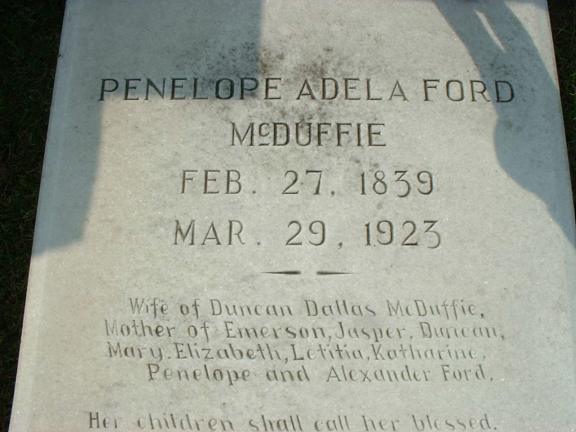 PENELOPE ADELA FORD
McDUFFIE
FEB. 27, 1839
MAR. 29, 1923
Wife of Duncan Dallas McDuffie,
Mother of Emerson, Jasper, Duncan,
Mary, Elizabeth, Letitia, Katharine,
Penelope and Alexander Ford.
Her children shall call her blessed.